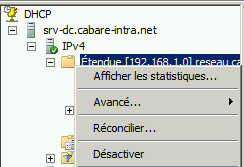 DHCP
srv-dc.cabare-intra.net
IPv4
Étendue [192.168.1.0] reseau.ca
Afficher les statistiques...
Avancé...
Réconcilier...
Désactiver